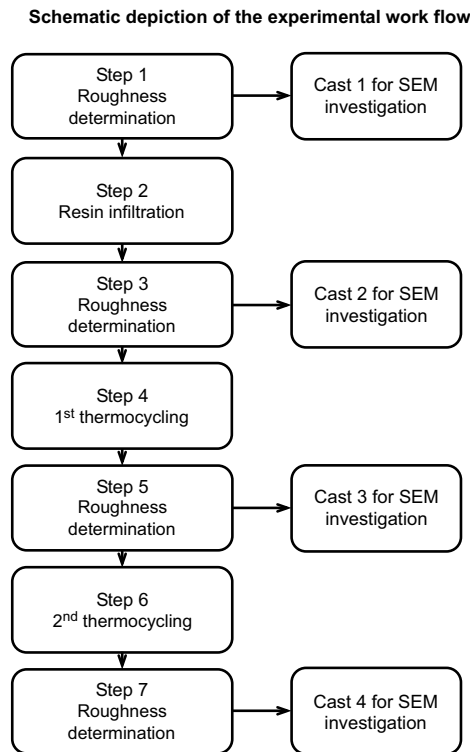 Schematic depiction of the experimental work flow
Step 1
Roughness
determination
Cast 1 for SEM
investigation
Step 2
Resin infiltration
Step 3
Roughness
determination
Cast 2 for SEM
investigation
Step 4
1st thermocycling
Step 5
Roughness
determination
Cast 3 for SEM
investigation
Step 6
2nd thermocycling
Step 7
Roughness
determination
Cast 4 for SEM
investigation